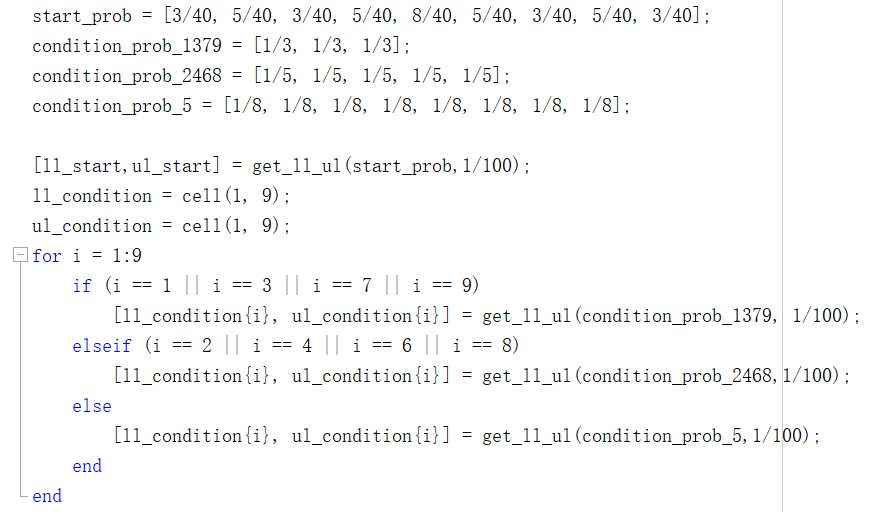 start_prob = [3/40, 5/40, 3/40, 5/40, 8/40, 5/40, 3/40, 5/40, 3/40];
condition_prob_1379 = [1/3, 1/3, 1/3];
condition_prob_2468 = [1/5, 1/5, 1/5, 1/5, 1/5];
condition_prob_5 = [1/8, 1/8, 1/8, 1/8, 1/8, 1/8, 1/8, 1/8];
[ll_start,ul_start] = get_ll_ul(start_prob,1/100);
ll_condition = cell(1, 9);
ul_condition = cell(1, 9);
for i = 1:9
if (i == 1 || i == 3 || i == 7 || i == 9)
[ll_condition{i}, ul_condition{i}] = get_ll_ul(condition_prob_1379, 1/100);
elseif (i == 2 || i == 4 || i == 6 || i == 8)
[ll_condition{i}, ul_condition{i}] = get_ll_ul(condition_prob_2468,1/100);
else
[ll_condition{i}, ul_condition{i}] = get_ll_ul(condition_prob_5,1/100);
end
end